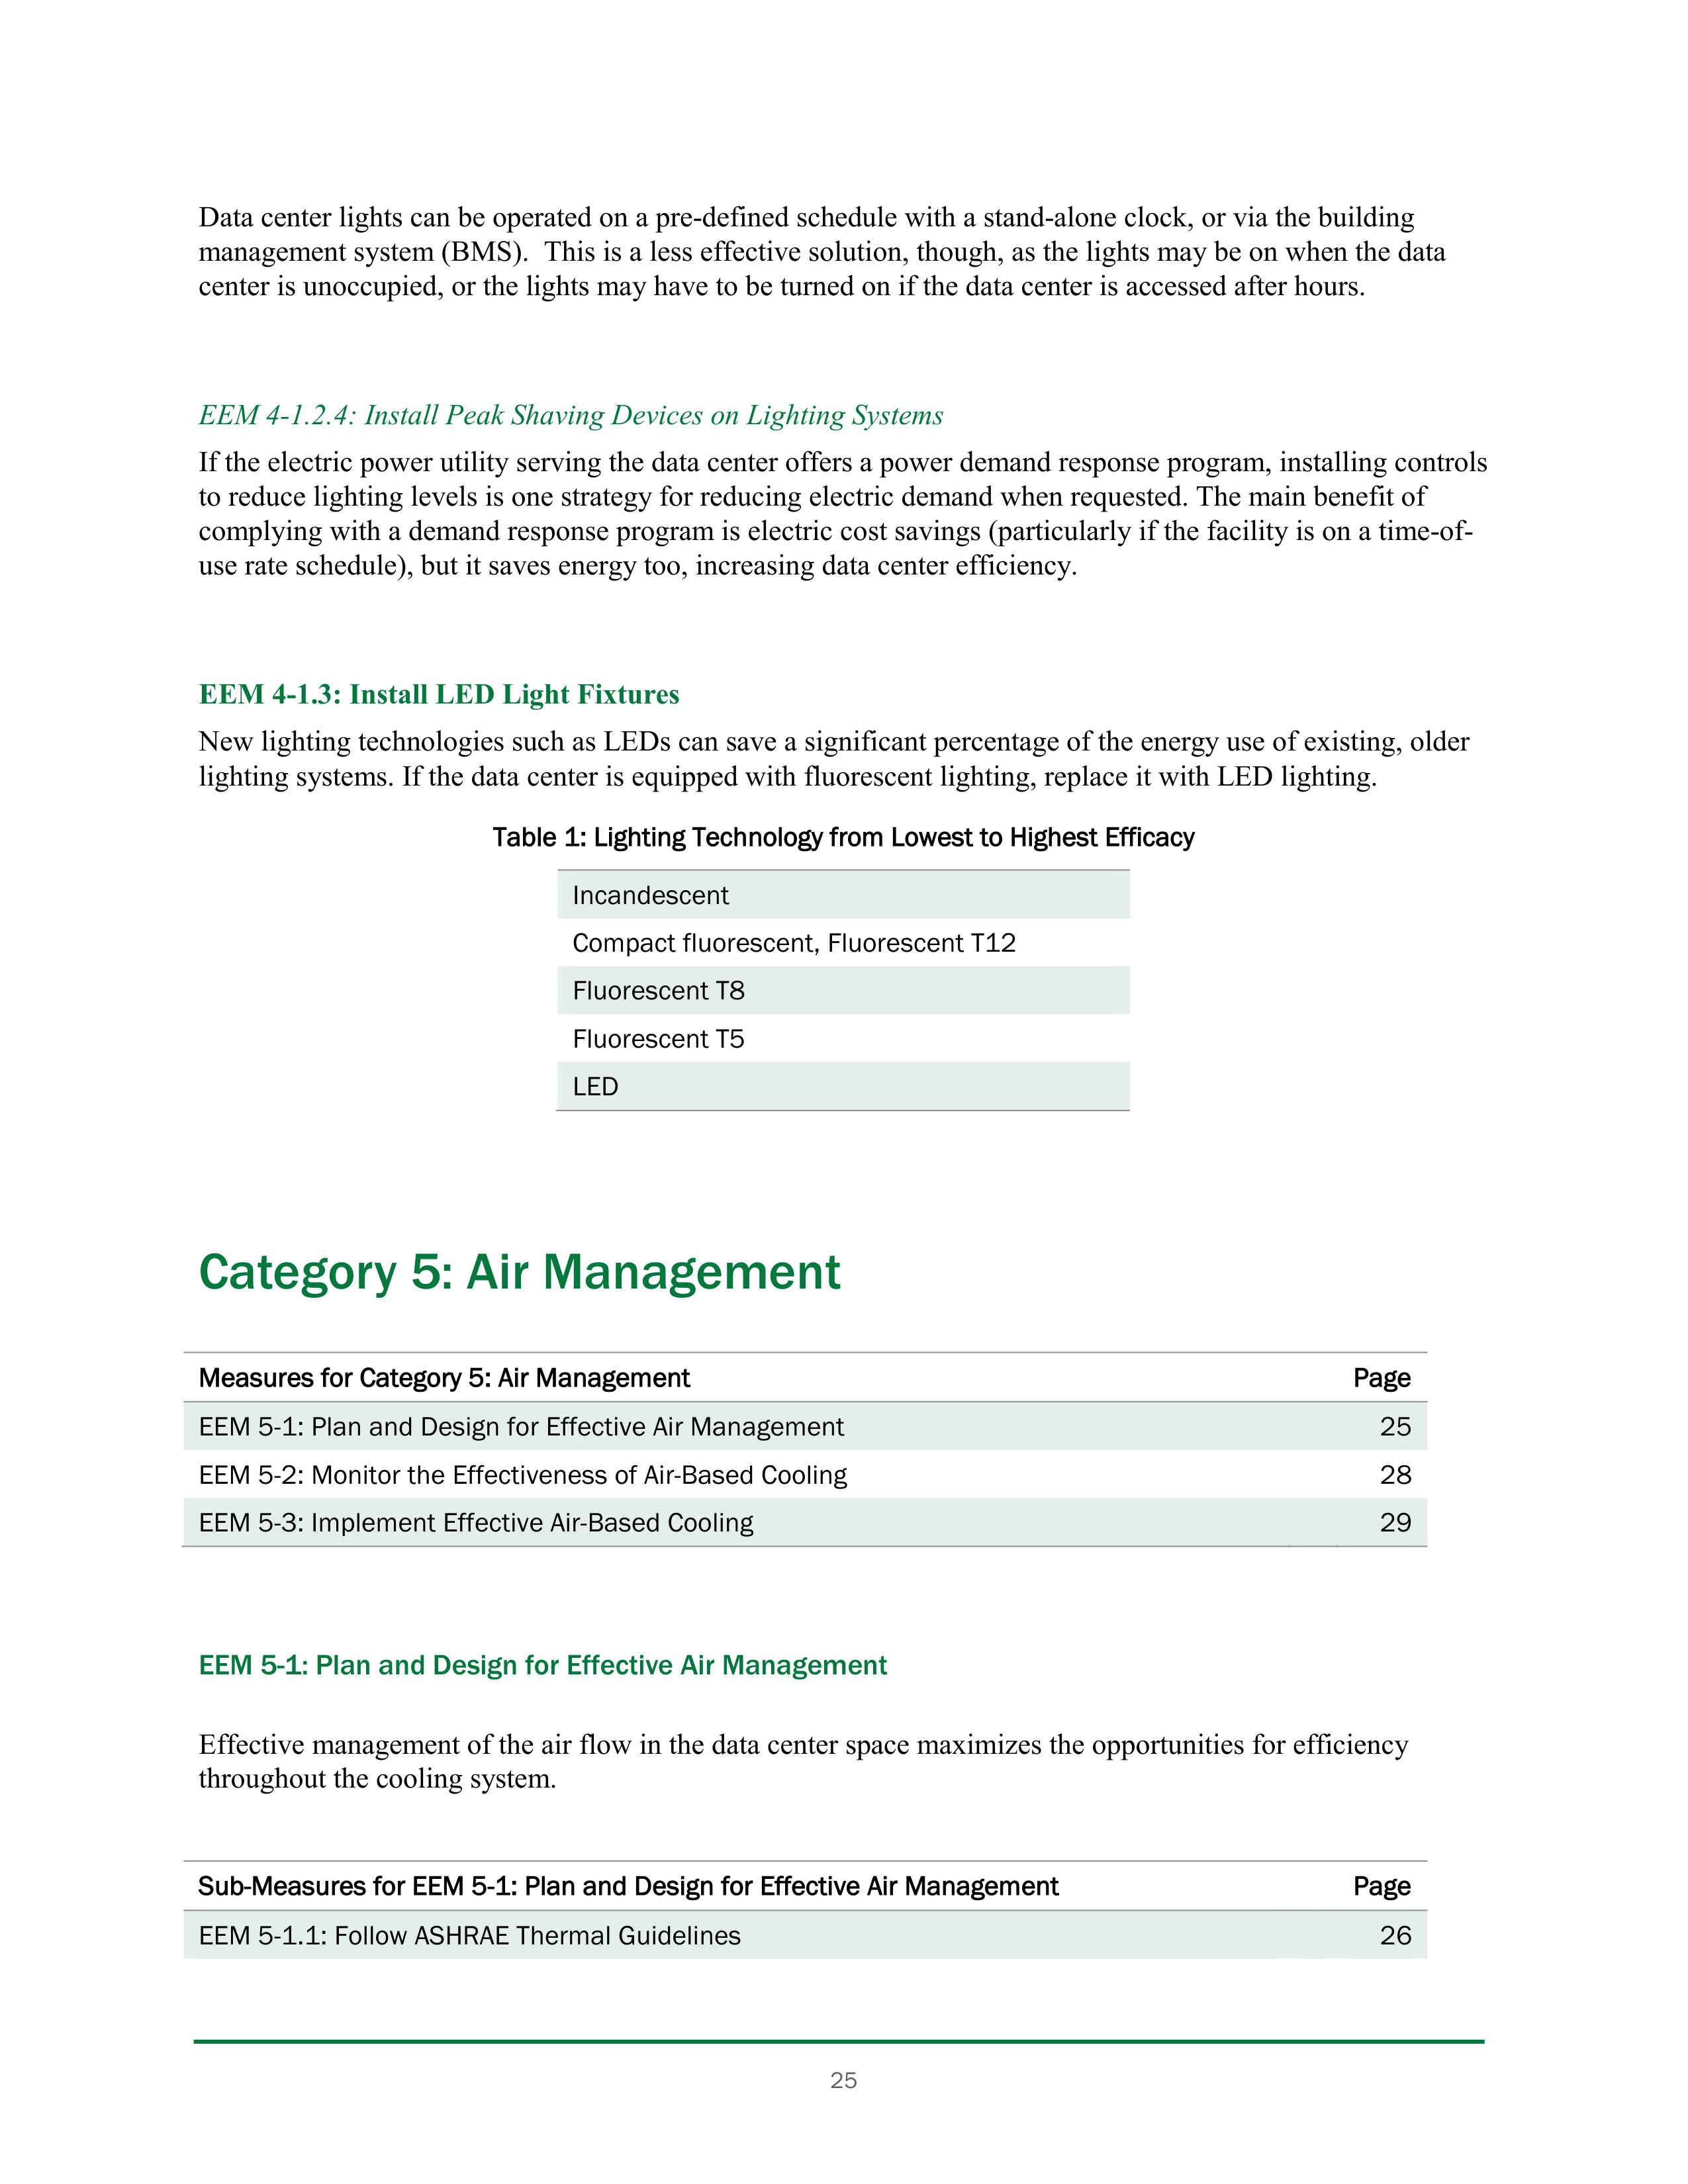 Data center lights can be operated on a pre-defined schedule with a stand-alone clock, or via the building
management system (BMS).  This is a less effective solution, though, as the lights may be on when the data
center is unoccupied, or the lights may have to be turned on if the data center is accessed after hours.
EEM 4-1.2.4: Install Peak Shaving Devices on Lighting Systems
If the electric power utility serving the data center offers a power demand response program, installing controls
to reduce lighting levels is one strategy for reducing electric demand when requested. The main benefit of
complying with a demand response program is electric cost savings (particularly if the facility is on a time-of-
use rate schedule), but it saves energy too, increasing data center efficiency.
EEM 4-1.3: Install LED Light Fixtures
New lighting technologies such as LEDs can save a significant percentage of the energy use of existing, older
lighting systems. If the data center is equipped with fluorescent lighting, replace it with LED lighting.
Table 1: Lighting Technology from Lowest to Highest Efficacy
Incandescent
Compact fluorescent, Fluorescent T12
Fluorescent T8
Fluorescent T5
LED
Category 5: Air Management
Measures for Category 5: Air Management Page
EEM 5-1: Plan and Design for Effective Air Management 25
EEM 5-2: Monitor the Effectiveness of Air-Based Cooling 28
EEM 5-3: Implement Effective Air-Based Cooling 29
EEM 5-1: Plan and Design for Effective Air Management
Effective management of the air flow in the data center space maximizes the opportunities for efficiency
throughout the cooling system.
Sub-Measures for EEM 5-1: Plan and Design for Effective Air Management Page
EEM 5-1.1: Follow ASHRAE Thermal Guidelines 26
25